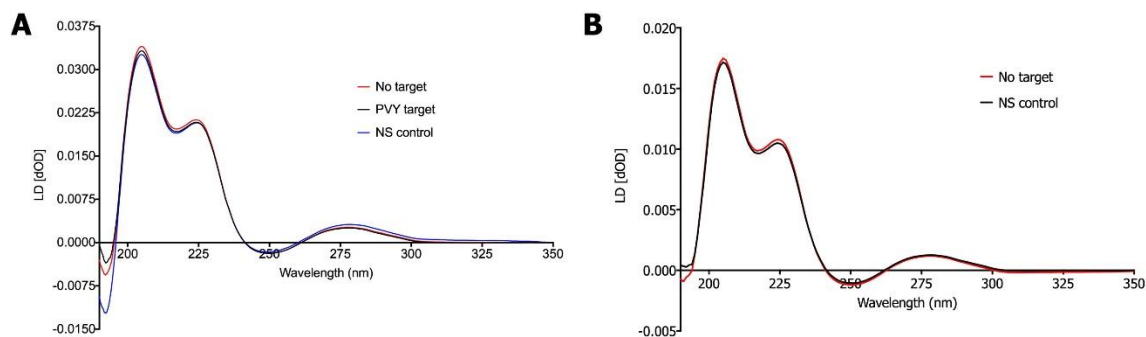 A
0.0375
0.0300
0.0225
0.0150
0.0075
0.0000
-0.0075
-0.0150
LD [dOD]
200 225 250 275 300 325 350
Wavelength (nm)
No target
PVY target
NS control
B
0.020
0.015
0.010
0.005
0.000
-0.005
LD [dOD]
200 225 250 275 300 325 350
Wavelength (nm)
No target
NS control